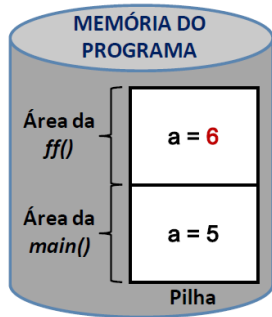 MEMÓRIA DO
PROGRAMA
Área da
ff()
a = 6
Área da
main()
a = 5
Pilha